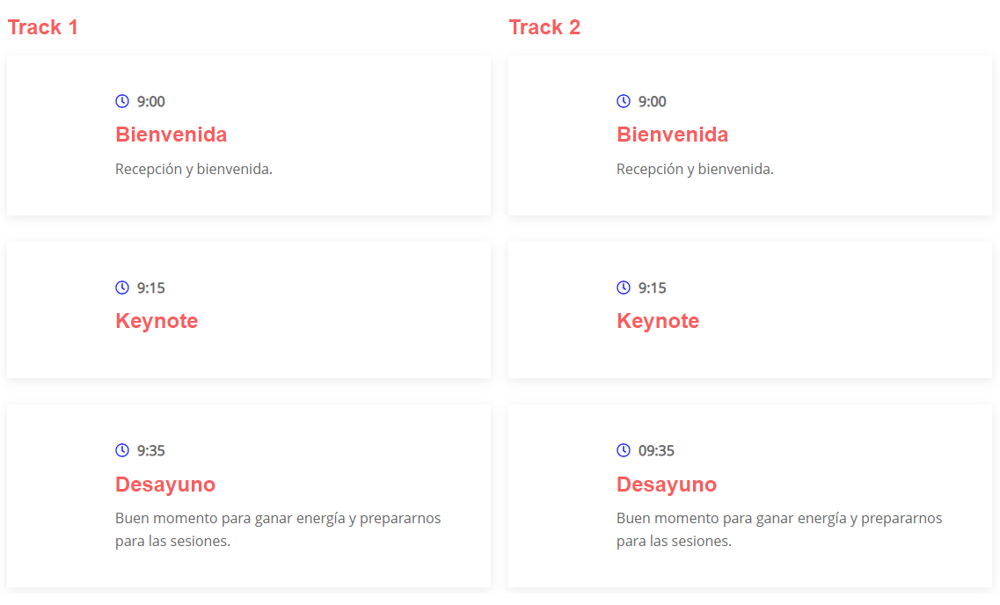 Track 1
9:00
Bienvenida
Recepción y bienvenida.
9:15
Keynote
9:35
Desayuno
Buen momento para ganar energía y prepararnos
para las sesiones.
Track 2
9:00
Bienvenida
Recepción y bienvenida.
9:15
Keynote
09:35
Desayuno
Buen momento para ganar energía y prepararnos
para las sesiones.